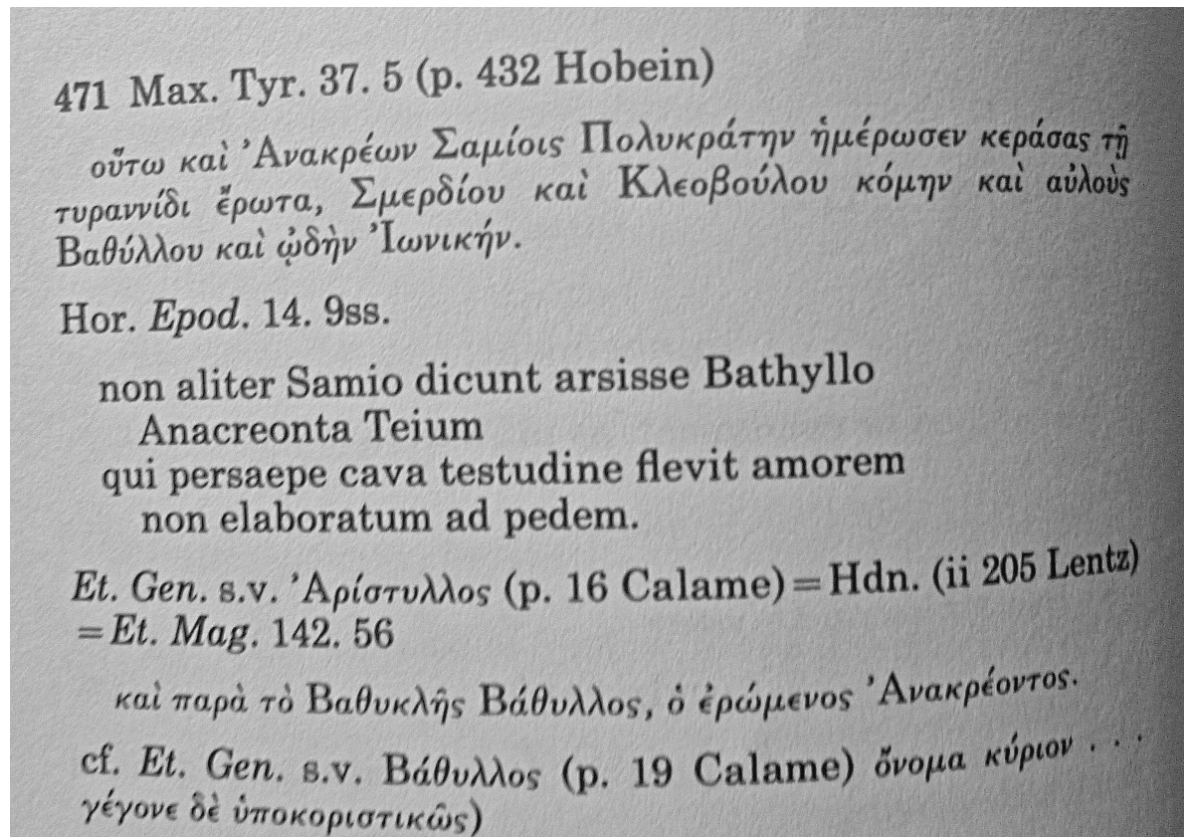 471 Max. Tyr. 37. 5 (p. 432 Hobein)
οὕτω καὶ Ἀνακρέων Σαμίοις Πολυκράτην ἡμέρωσεν κεράσας τῇ
τυραννίδι ἔρωτα, Σμερδίου καὶ Κλεοβούλου κόμην καὶ αὐλοὺς
Βαθύλλου καὶ ᾠδὴν Ἰωνικήν.
Hor. Epod. 14. 9ss.
non aliter Samio dicunt arsisse Bathyllo
Anacreonta Teium
qui persaepe cava testudine flevit amorem
non elaboratum ad pedem.
Et. Gen. s.v. Ἀρίστυλλος (p. 16 Calame) = Hdn. (ii 205 Lentz)
= Et. Mag. 142. 56
καὶ παρὰ τὸ Βαθυκλῆς Βάθυλλος, ὁ ἐρώμενος Ἀνακρέοντος.
cf. Et. Gen. s.v. Βάθυλλος (p. 19 Calame) ὄνομα κύριον . . .
γέγονε δὲ ὑποκοριστικῶς)